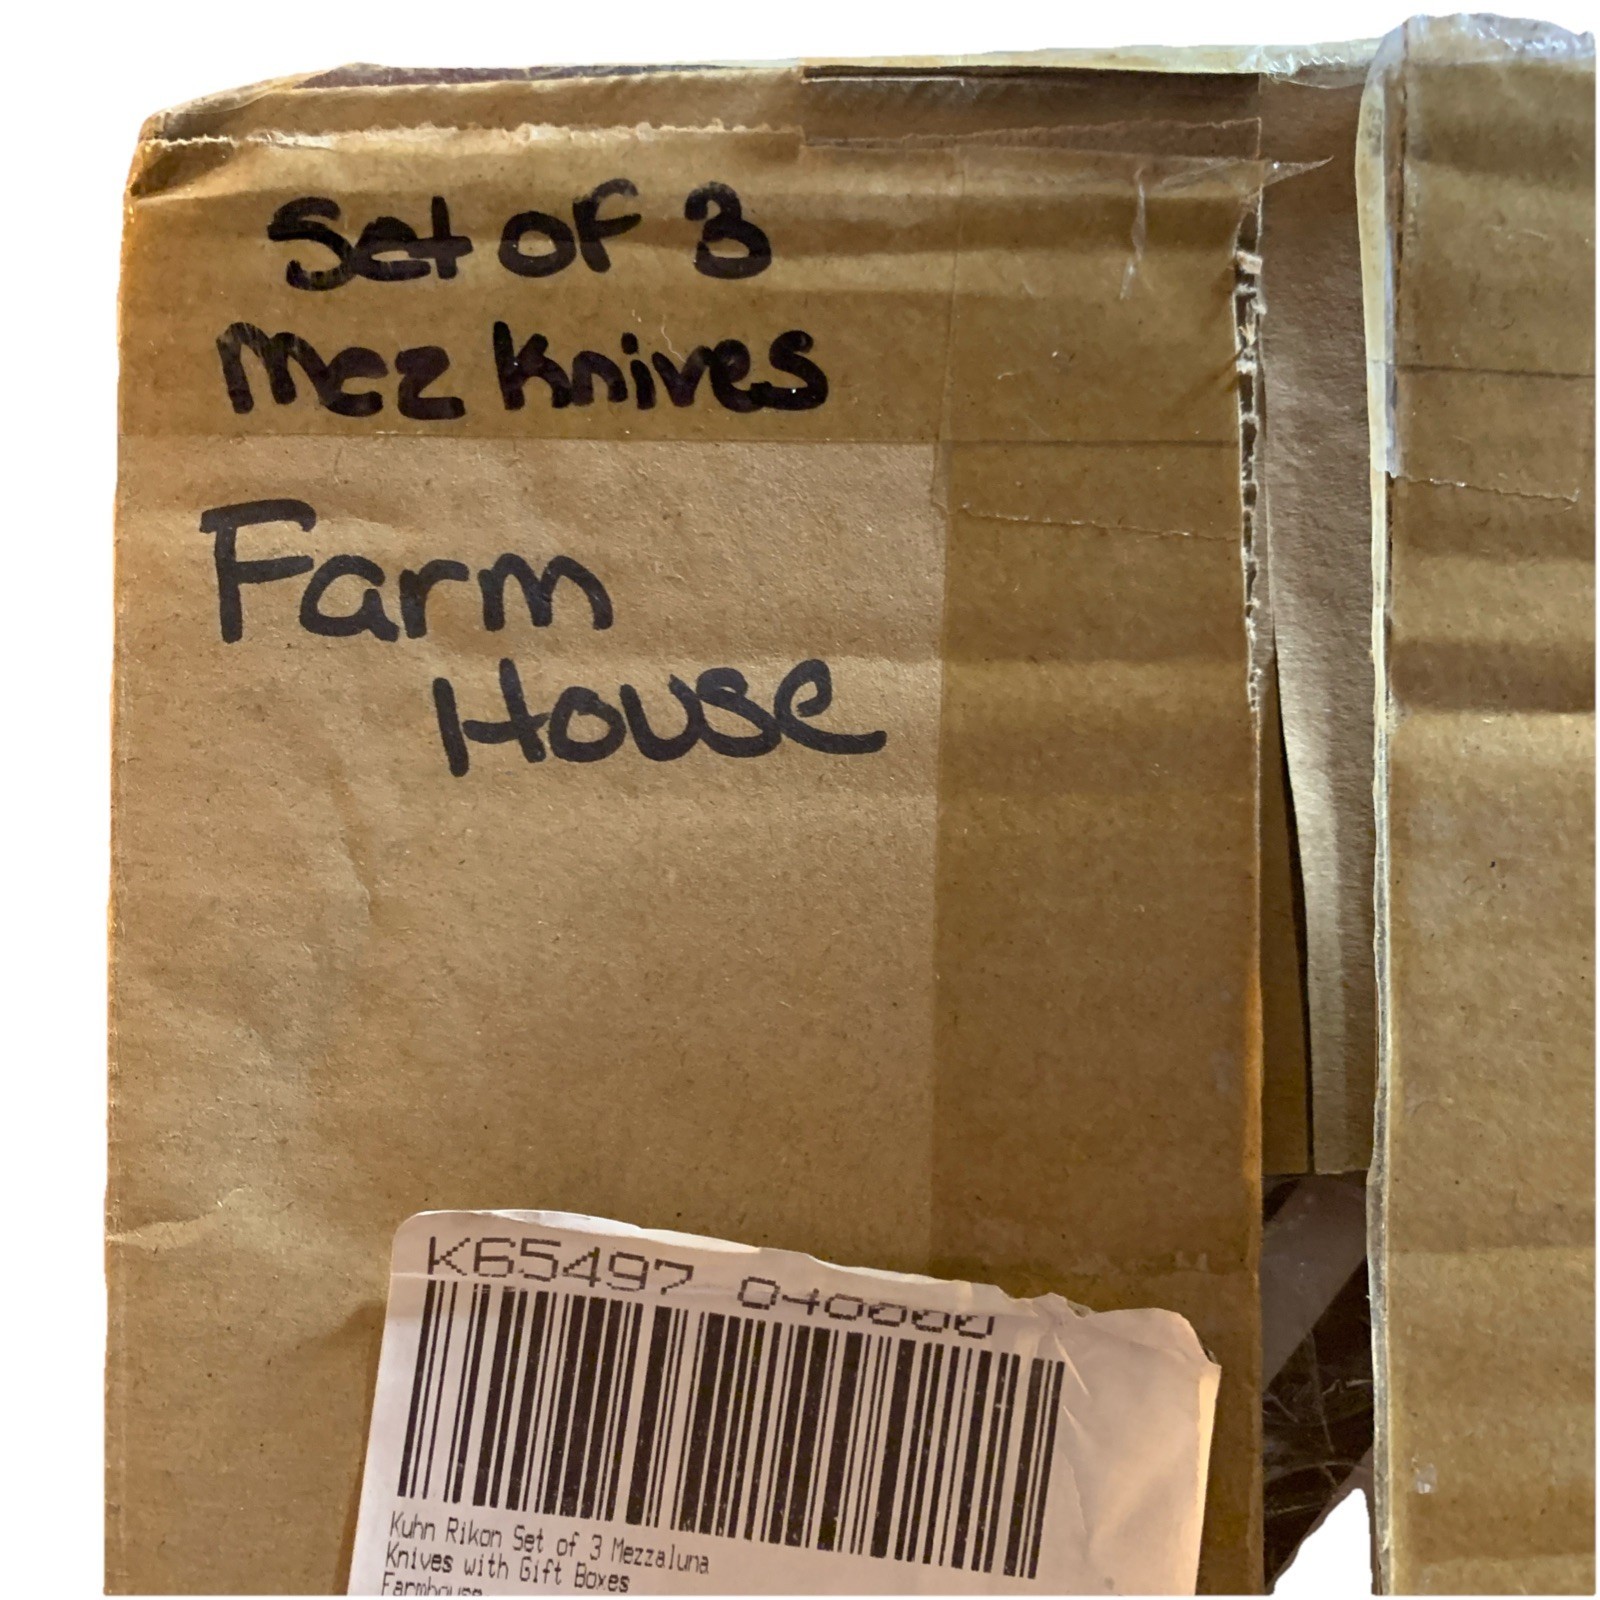 Set of 3
Mez Knives
Farm
House
K65497 040000
Kuhn Rikon Set of 3 Mezzaluna
Knives with Gift Boxes
Farmhouse